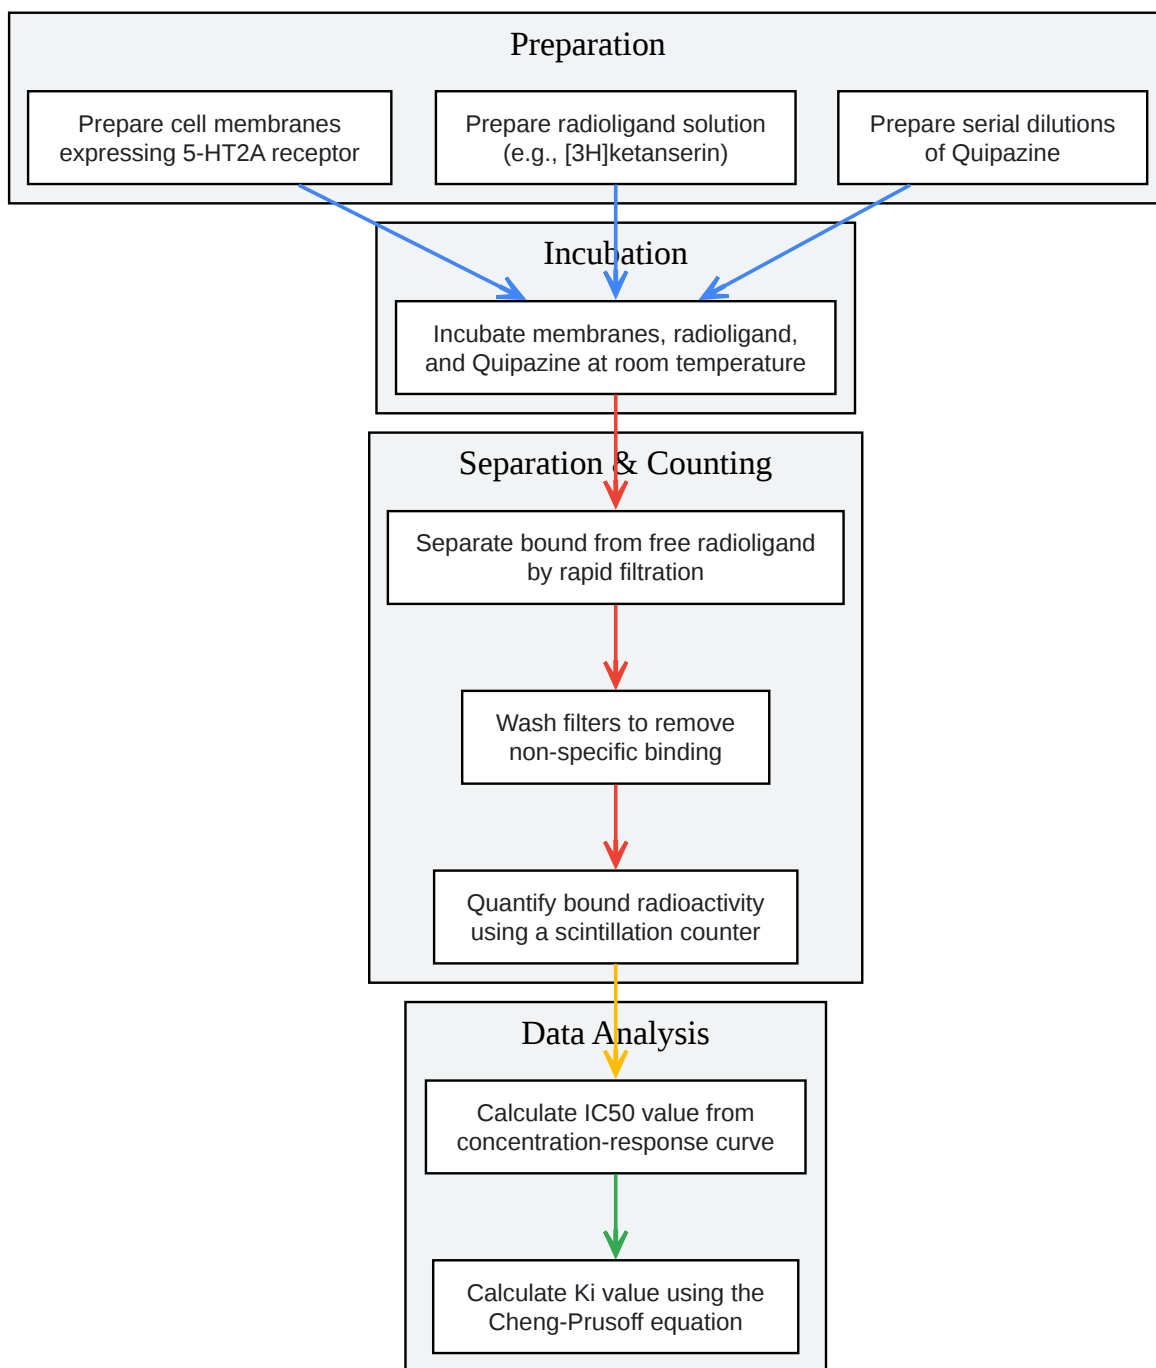 Preparation
Prepare cell membranes
expressing 5-HT2A receptor
Prepare radioligand solution
(e.g., [3H]ketanserin)
Prepare serial dilutions
of Quipazine
Incubation
Incubate membranes, radioligand,
and Quipazine at room temperature
Separation & Counting
Separate bound from free radioligand
by rapid filtration
Wash filters to remove
non-specific binding
Quantify bound radioactivity
using a scintillation counter
Data Analysis
Calculate IC50 value from
concentration-response curve
Calculate Ki value using the
Cheng-Prusoff equation